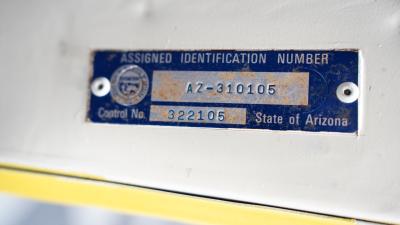 ASSIGNED IDENTIFICATION NUMBER
AZ-310105
Control No. 322105 State of Arizona